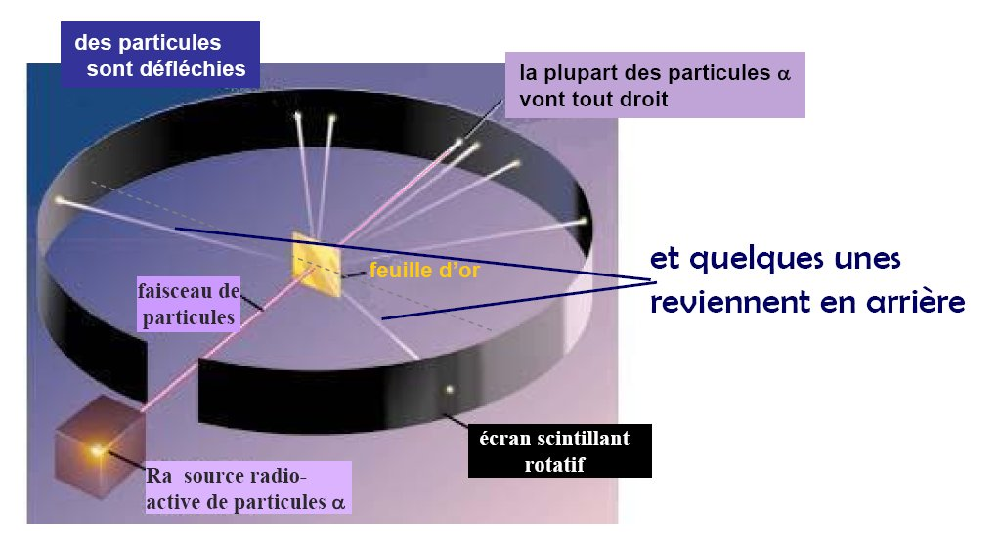 des particules
sont défléchies
la plupart des particules α
vont tout droit
et quelques unes
reviennent en arrière
feuille d’or
faisceau de
particules
écran scintillant
rotatif
Ra source radio-
active de particules α